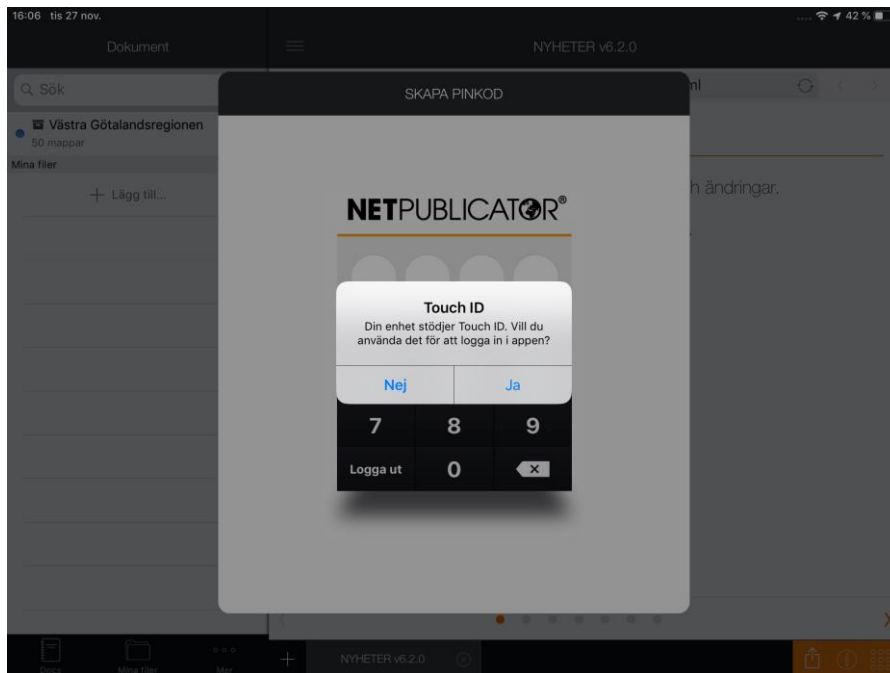 16:06 tis 27 nov.
42 %
Dokument
NYHETER v6.2.0
Sök
ml
SKAPA PINKOD
Västra Götalandsregionen
50 mappar
Mina filer
+ Lägg till...
h ändringar.
NETPUBLICATOR®
Touch ID
Din enhet stödjer Touch ID. Vill du
använda det för att logga in i appen?
Nej
Ja
7 8 9
Logga ut 0
Docs
Mina filer
Mer
NYHETER v6.2.0